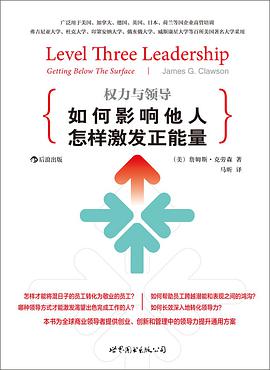 广泛用于美国、加拿大、德国、英国、日本、荷兰等国企业高管培训
弗吉尼亚大学、杜克大学、印第安纳大学、俄亥俄大学、威斯康星大学等百所美国著名大学采用
Level Three Leadership
Getting Below The Surface
James G. Clawson
权力与领导
如何影响他人
怎样激发正能量
后浪出版
(美) 詹姆斯·克劳森 著
马昕 译
怎样才能将混日子的员工转化为敬业的员工?
如何帮助员工跨越潜能和表现之间的鸿沟?
哪种领导方式才能激发渴望出色完成工作的人?
如何长效深入地转化领导力?
本书为全球商业领导者提供创业、创新和管理中的领导力提升通用方案
世界图书出版公司